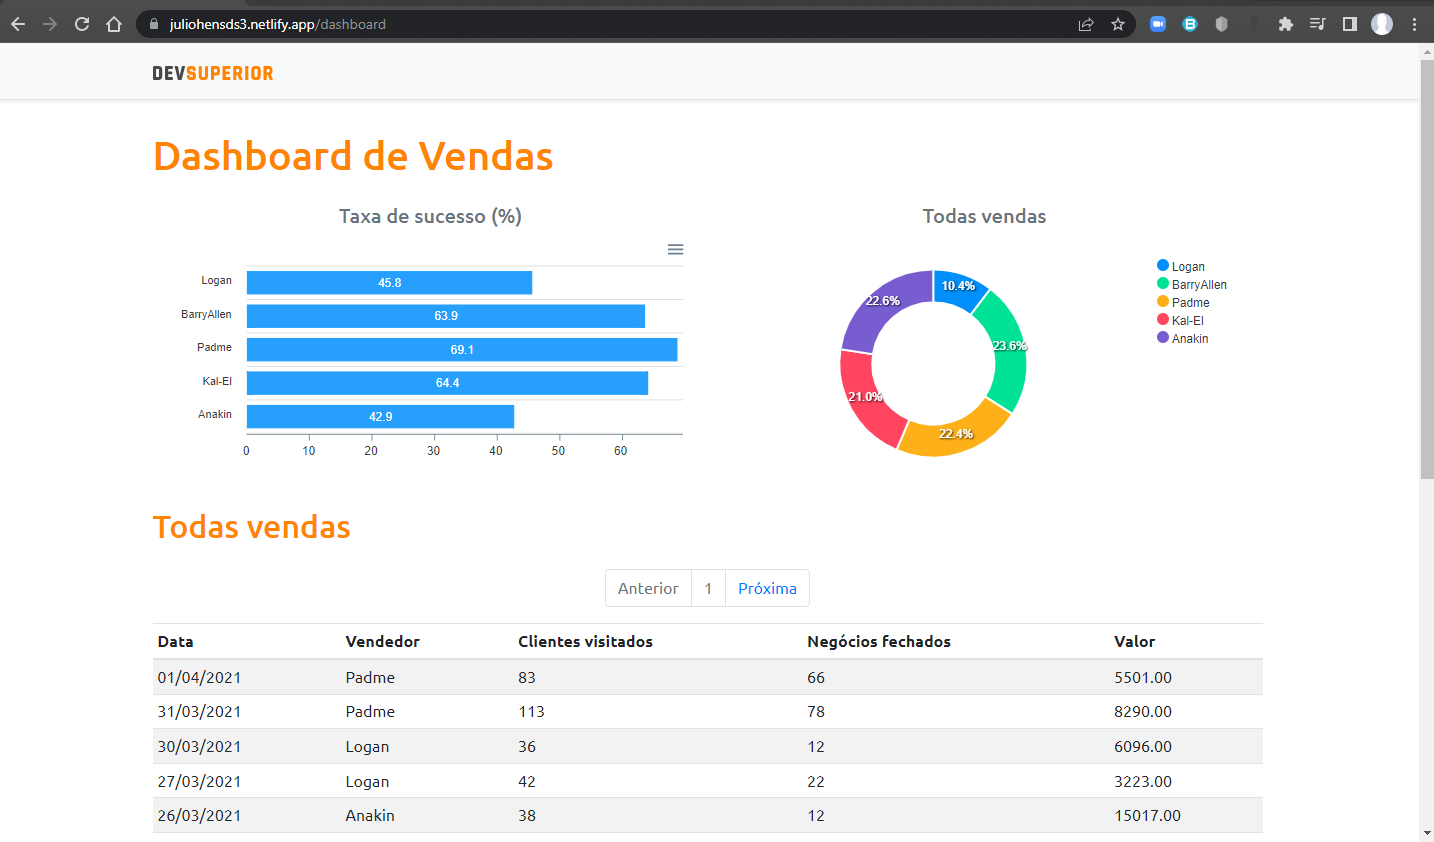 juliohensds3.netlify.app/dashboard
DEVSUPERIOR
Dashboard de Vendas
Taxa de sucesso (%)
Logan
45.8
BarryAllen
63.9
Padme
69.1
Kal-El
64.4
Anakin
42.9
0 10 20 30 40 50 60
Todas vendas
10.4%
23.6%
22.4%
21.0%
22.6%
Logan
BarryAllen
Padme
Kal-El
Anakin
Todas vendas
Anterior 1 Próxima
Data Vendedor Clientes visitados Negócios fechados Valor
01/04/2021 Padme 83 66 5501.00
31/03/2021 Padme 113 78 8290.00
30/03/2021 Logan 36 12 6096.00
27/03/2021 Logan 42 22 3223.00
26/03/2021 Anakin 38 12 15017.00